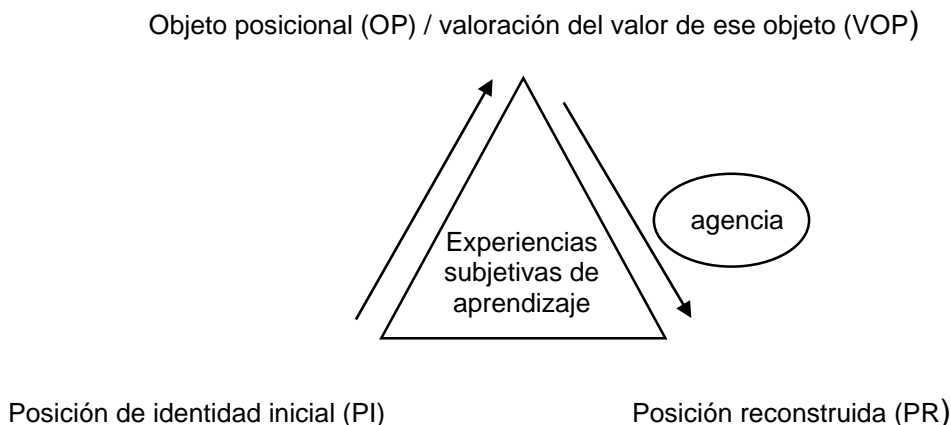 Objeto posicional (OP) / valoración del valor de ese objeto (VOP)
agencia
Experiencias
subjetivas de
aprendizaje
Posición de identidad inicial (PI)
Posición reconstruida (PR)